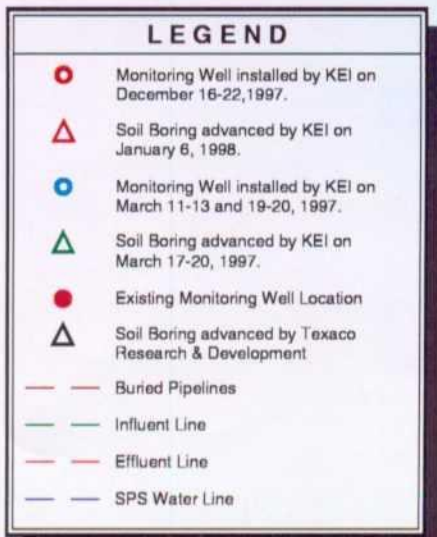 LEGEND
Monitoring Well installed by KEI on
December 16-22,1997.
Soil Boring advanced by KEI on
January 6, 1998.
Monitoring Well installed by KEI on
March 11-13 and 19-20, 1997.
Soil Boring advanced by KEI on
March 17-20, 1997.
Existing Monitoring Well Location
Soil Boring advanced by Texaco
Research & Development
Buried Pipelines
Influent Line
Effluent Line
SPS Water Line